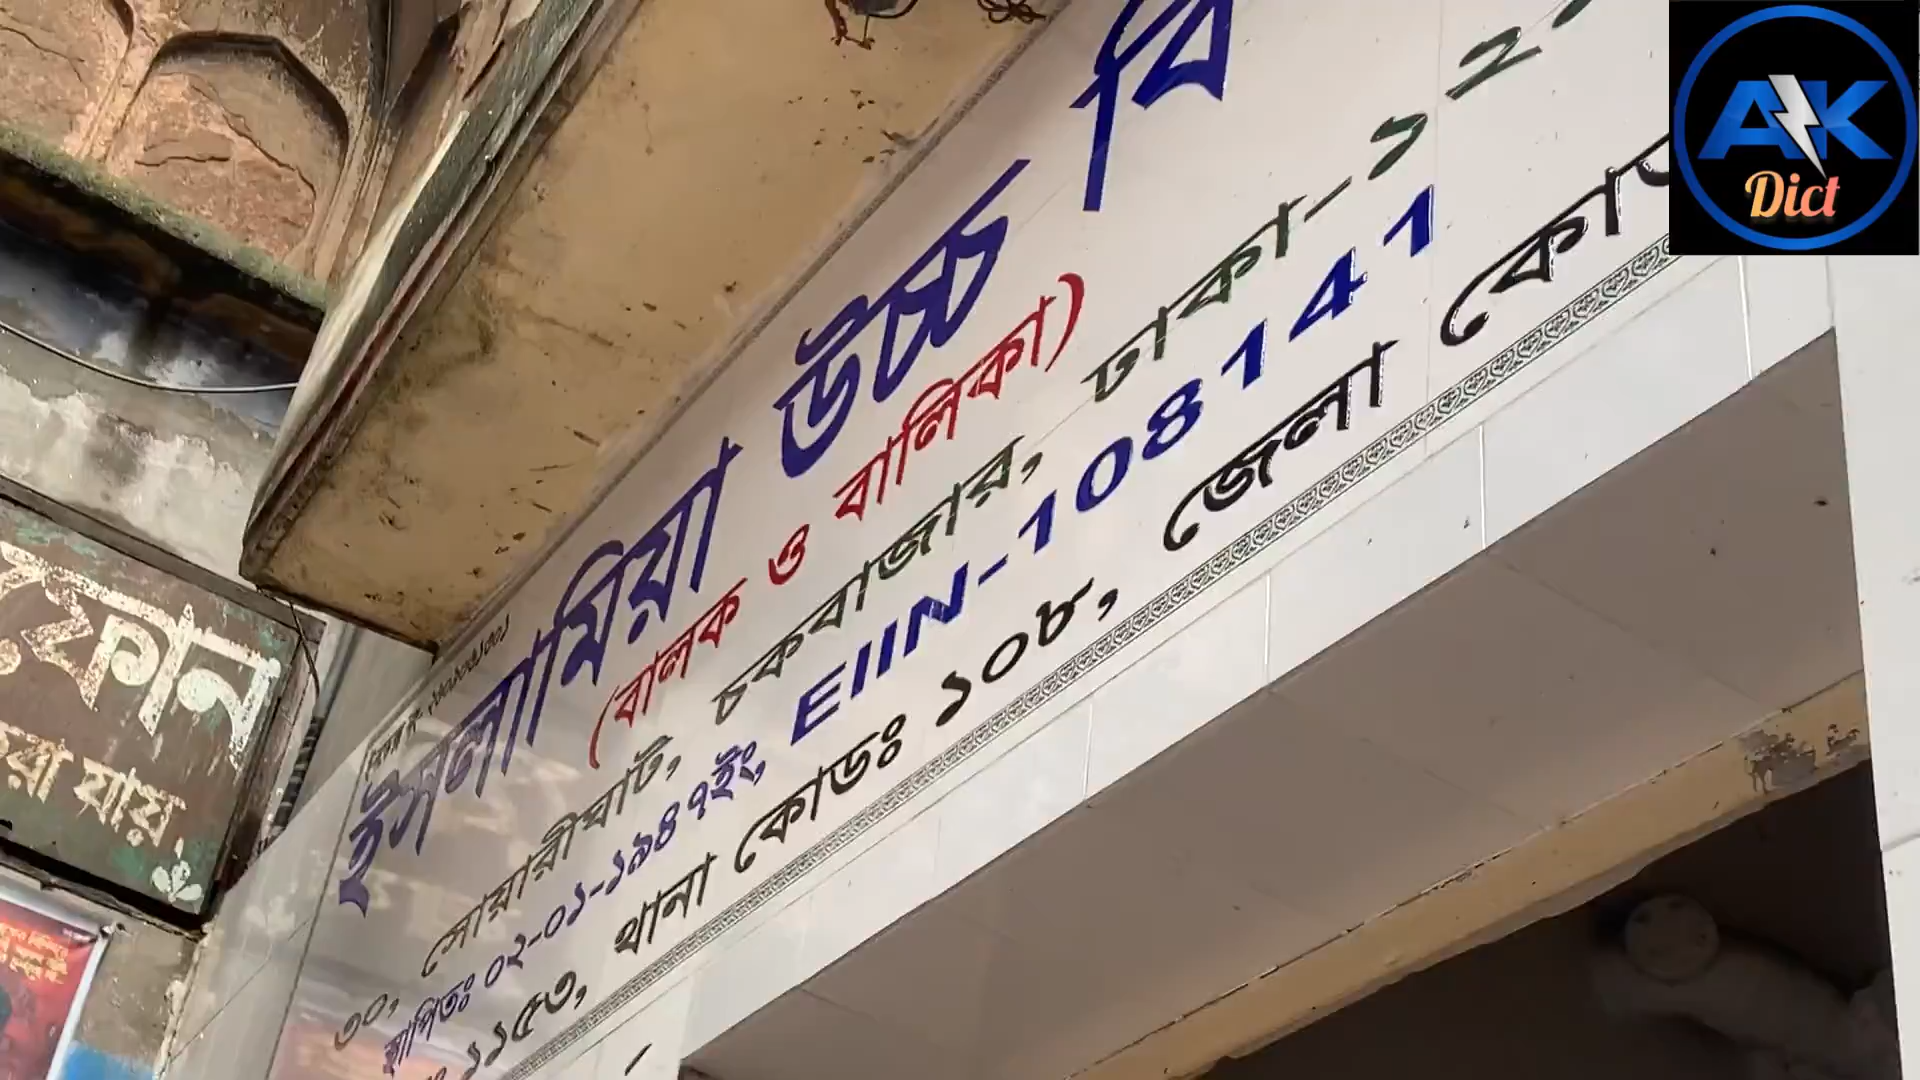 ইসলামিয়া উচ্চ বি
(বালক ও বালিকা)
৩০, সোয়ারীঘাট, চকবাজার, ঢাকা-১২
স্থাপিতঃ ০২-০১-১৯৪৭ইং, EIIN-108141
১১৫৩, থানা কোডঃ ১০৮, জেলা কো
রা যায়
AK
Dict